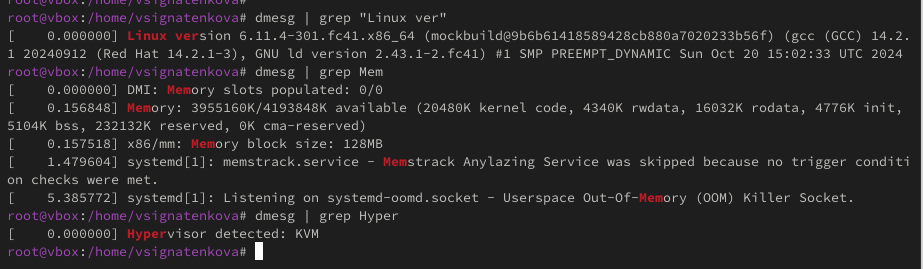 root@vbox:/home/vsignatenkova# dmesg | grep "Linux ver"
[    0.000000] Linux version 6.11.4-301.fc41.x86_64 (mockbuild@9b6b61418589428cb880a7020233b56f) (gcc (GCC) 14.2.
1 20240912 (Red Hat 14.2.1-3), GNU ld version 2.43.1-2.fc41) #1 SMP PREEMPT_DYNAMIC Sun Oct 20 15:02:33 UTC 2024
root@vbox:/home/vsignatenkova# dmesg | grep Mem
[    0.000000] DMI: Memory slots populated: 0/0
[    0.156848] Memory: 3955160K/4193848K available (20480K kernel code, 4340K rwdata, 16032K rodata, 4776K init,
5104K bss, 232132K reserved, 0K cma-reserved)
[    0.157518] x86/mm: Memory block size: 128MB
[    1.479604] systemd[1]: memstrack.service - Memstrack Anylazing Service was skipped because no trigger conditi
on checks were met.
[    5.385772] systemd[1]: Listening on systemd-oomd.socket - Userspace Out-Of-Memory (OOM) Killer Socket.
root@vbox:/home/vsignatenkova# dmesg | grep Hyper
[    0.000000] Hypervisor detected: KVM
root@vbox:/home/vsignatenkova#